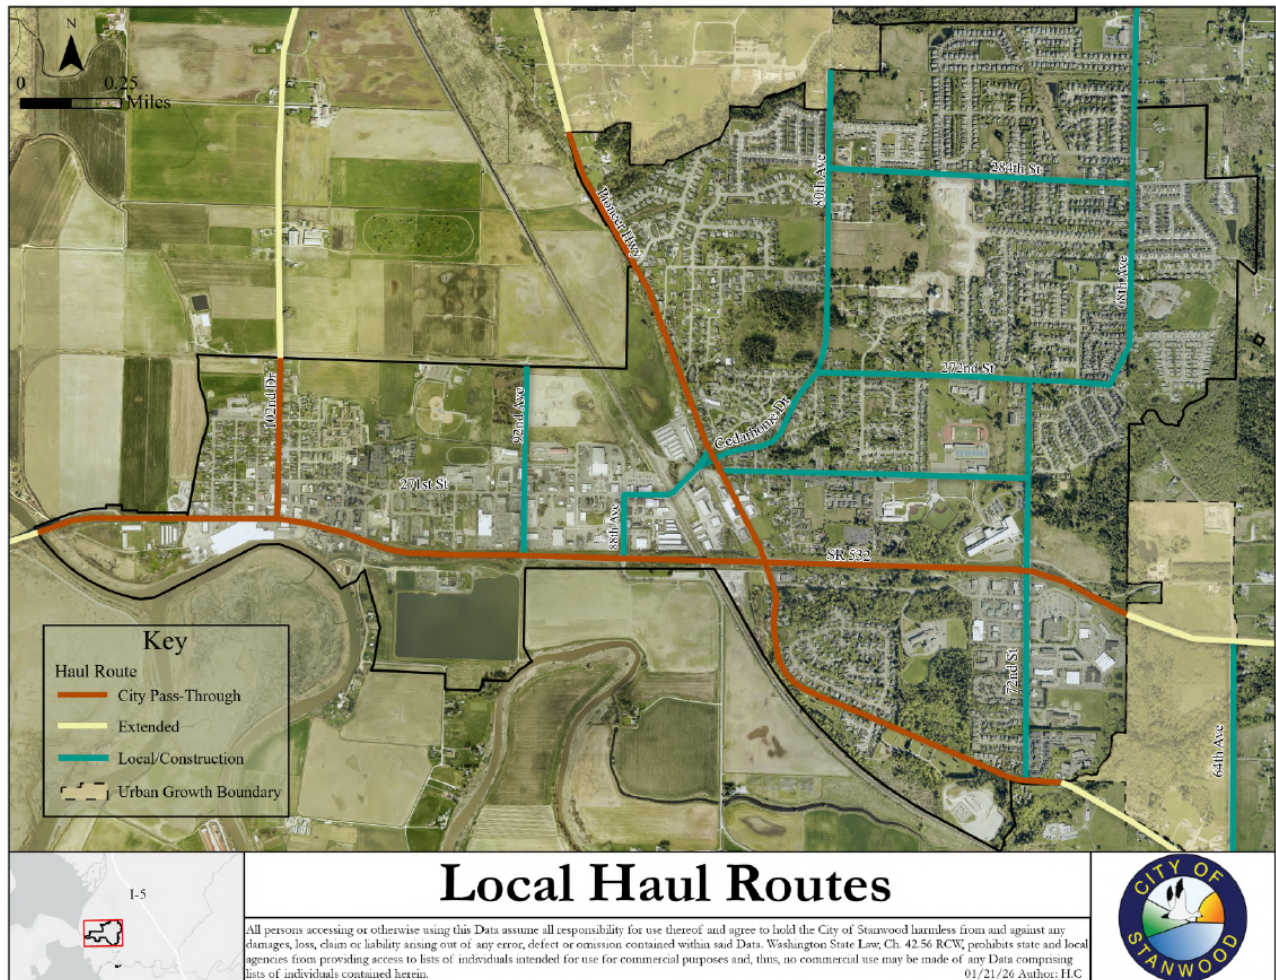 N
0 0.25
Miles
80th Ave
284th St
Pioneer Hwy
68th Ave
272nd St
102nd Dr
92nd Ave
Cedarhome Dr
271st St
88th Ave
SR 532
72nd St
64th Ave
Key
Haul Route
City Pass-Through
Extended
Local/Construction
Urban Growth Boundary
I-5
Local Haul Routes
All persons accessing or otherwise using this Data assume all responsibility for use thereof and agree to hold the City of Stanwood harmless from and against any
damages, loss, claim or liability arising out of any error, defect or omission contained within said Data. Washington State Law, Ch. 42.56 RCW, prohibits state and local
agencies from providing access to lists of individuals intended for use for commercial purposes and, thus, no commercial use may be made of any Data comprising
lists of individuals contained herein.
01/21/26 Author: H.C
CITY OF
STANWOOD